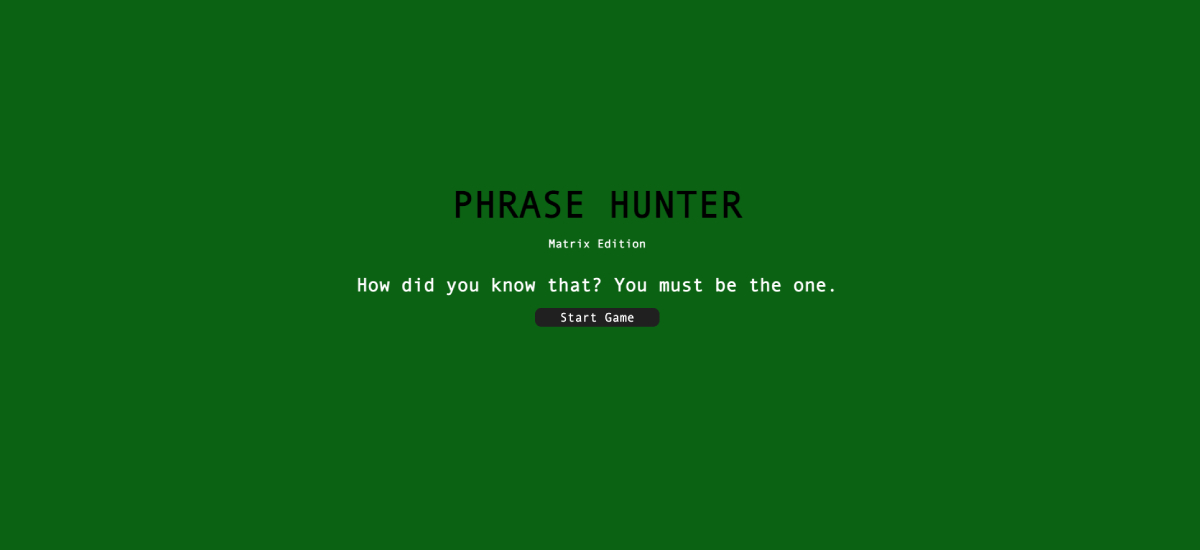 PHRASE HUNTER
Matrix Edition
How did you know that? You must be the one.
Start Game